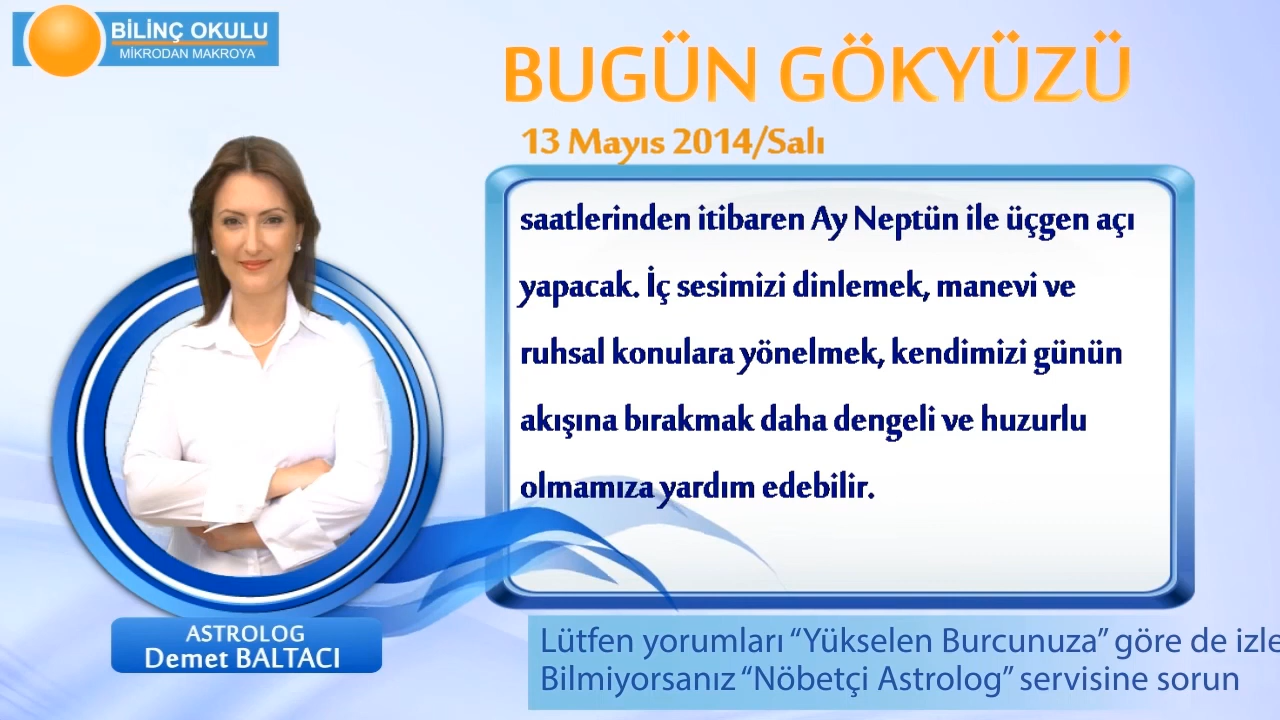 BİLİNÇ OKULU
MİKRODAN MAKROYA
BUGÜN GÖKYÜZÜ
13 Mayıs 2014/Salı
saatlerinden itibaren Ay Neptün ile üçgen açı
yapacak. İç sesimizi dinlemek, manevi ve
ruhsal konulara yönelmek, kendimizi günün
akışına bırakmak daha dengeli ve huzurlu
olmamıza yardım edebilir.
ASTROLOG
Demet BALTACI
Lütfen yorumları “Yükselen Burcunuza” göre de izle
Bilmiyorsanız “Nöbetçi Astrolog” servisine sorun